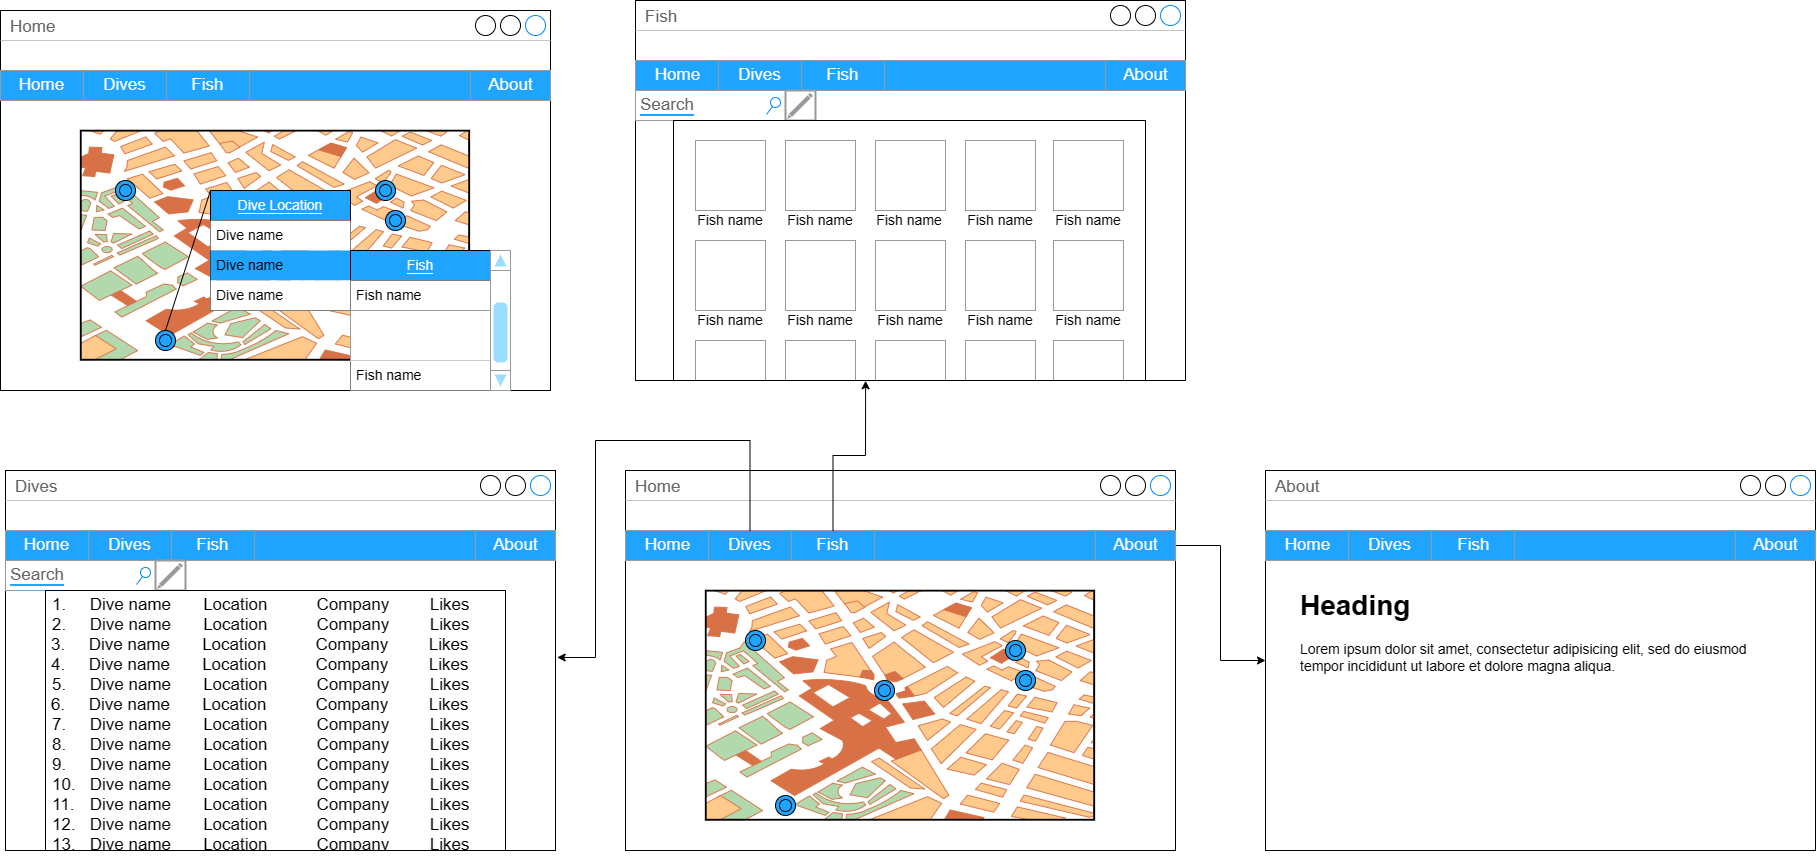 Home
Home Dives Fish About
Dive Location
Dive name
Dive name
Fish
Dive name
Fish name
Fish name
Fish
Home Dives Fish About
Search
Fish name Fish name Fish name Fish name Fish name
Fish name Fish name Fish name Fish name Fish name
Dives
Home Dives Fish About
Search
1. Dive name Location Company Likes
2. Dive name Location Company Likes
3. Dive name Location Company Likes
4. Dive name Location Company Likes
5. Dive name Location Company Likes
6. Dive name Location Company Likes
7. Dive name Location Company Likes
8. Dive name Location Company Likes
9. Dive name Location Company Likes
10. Dive name Location Company Likes
11. Dive name Location Company Likes
12. Dive name Location Company Likes
13. Dive name Location Company Likes
Home
Home Dives Fish About
About
Home Dives Fish About
Heading
Lorem ipsum dolor sit amet, consectetur adipisicing elit, sed do eiusmod
tempor incididunt ut labore et dolore magna aliqua.